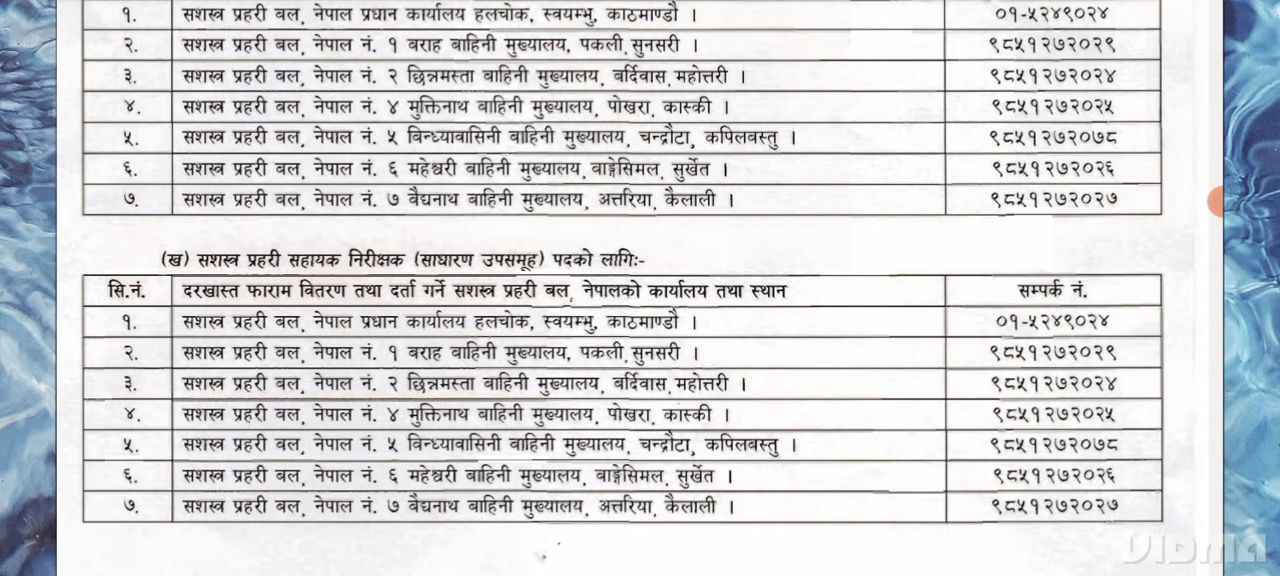 १. सशस्त्र प्रहरी बल, नेपाल प्रधान कार्यालय हलचोक, स्वयम्भु, काठमाण्डौ । ०१-५२४९०२४
२. सशस्त्र प्रहरी बल, नेपाल नं. १ बराह बाहिनी मुख्यालय, पकली,सुनसरी । ९८५१२७२०२९
३. सशस्त्र प्रहरी बल, नेपाल नं. २ छिन्नमस्ता बाहिनी मुख्यालय, बर्दिवास,महोत्तरी । ९८५१२७२०२४
४. सशस्त्र प्रहरी बल, नेपाल नं. ४ मुक्तिनाथ बाहिनी मुख्यालय, पोखरा, कास्की । ९८५१२७२०२५
५. सशस्त्र प्रहरी बल, नेपाल नं. ५ विन्ध्यावासिनी बाहिनी मुख्यालय, चन्द्रौटा, कपिलबस्तु । ९८५१२७२०७८
६. सशस्त्र प्रहरी बल, नेपाल नं. ६ महेश्वरी बाहिनी मुख्यालय, वाङ्गेसिमल, सुर्खेत । ९८५१२७२०२६
७. सशस्त्र प्रहरी बल, नेपाल नं. ७ बैद्यनाथ बाहिनी मुख्यालय, अत्तरिया, कैलाली । ९८५१२७२०२७
(ख) सशस्त्र प्रहरी सहायक निरीक्षक (साधारण उपसमूह) पदको लागिः-
सि.नं. दरखास्त फाराम वितरण तथा दर्ता गर्ने सशस्त्र प्रहरी बल, नेपालको कार्यालय तथा स्थान सम्पर्क नं.
१. सशस्त्र प्रहरी बल, नेपाल प्रधान कार्यालय हलचोक, स्वयम्भु, काठमाण्डौ । ०१-५२४९०२४
२. सशस्त्र प्रहरी बल, नेपाल नं. १ बराह बाहिनी मुख्यालय, पकली,सुनसरी । ९८५१२७२०२९
३. सशस्त्र प्रहरी बल, नेपाल नं. २ छिन्नमस्ता बाहिनी मुख्यालय, बर्दिवास,महोत्तरी । ९८५१२७२०२४
४. सशस्त्र प्रहरी बल, नेपाल नं. ४ मुक्तिनाथ बाहिनी मुख्यालय, पोखरा, कास्की । ९८५१२७२०२५
५. सशस्त्र प्रहरी बल, नेपाल नं. ५ विन्ध्यावासिनी बाहिनी मुख्यालय, चन्द्रौटा, कपिलबस्तु । ९८५१२७२०७८
६. सशस्त्र प्रहरी बल, नेपाल नं. ६ महेश्वरी बाहिनी मुख्यालय, वाङ्गेसिमल, सुर्खेत । ९८५१२७२०२६
७. सशस्त्र प्रहरी बल, नेपाल नं. ७ बैद्यनाथ बाहिनी मुख्यालय, अत्तरिया, कैलाली । ९८५१२७२०२७
VIDMA